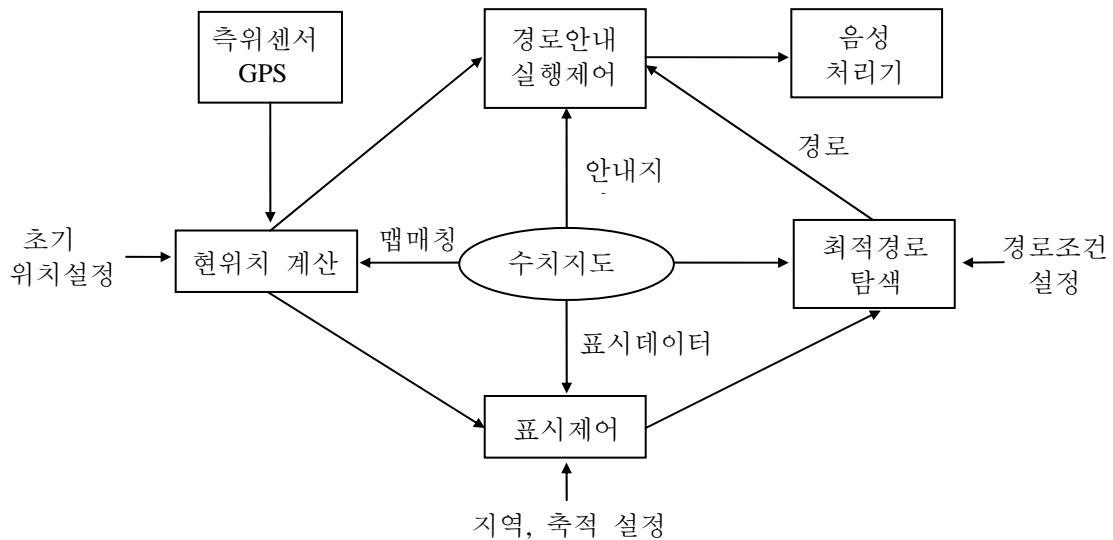 측위센서
GPS
경로안내
실행제어
음성
처리기
경로
안내지
초기
위치설정
현위치 계산
맵매칭
수치지도
최적경로
탐색
경로조건
설정
표시데이터
표시제어
지역, 축적 설정